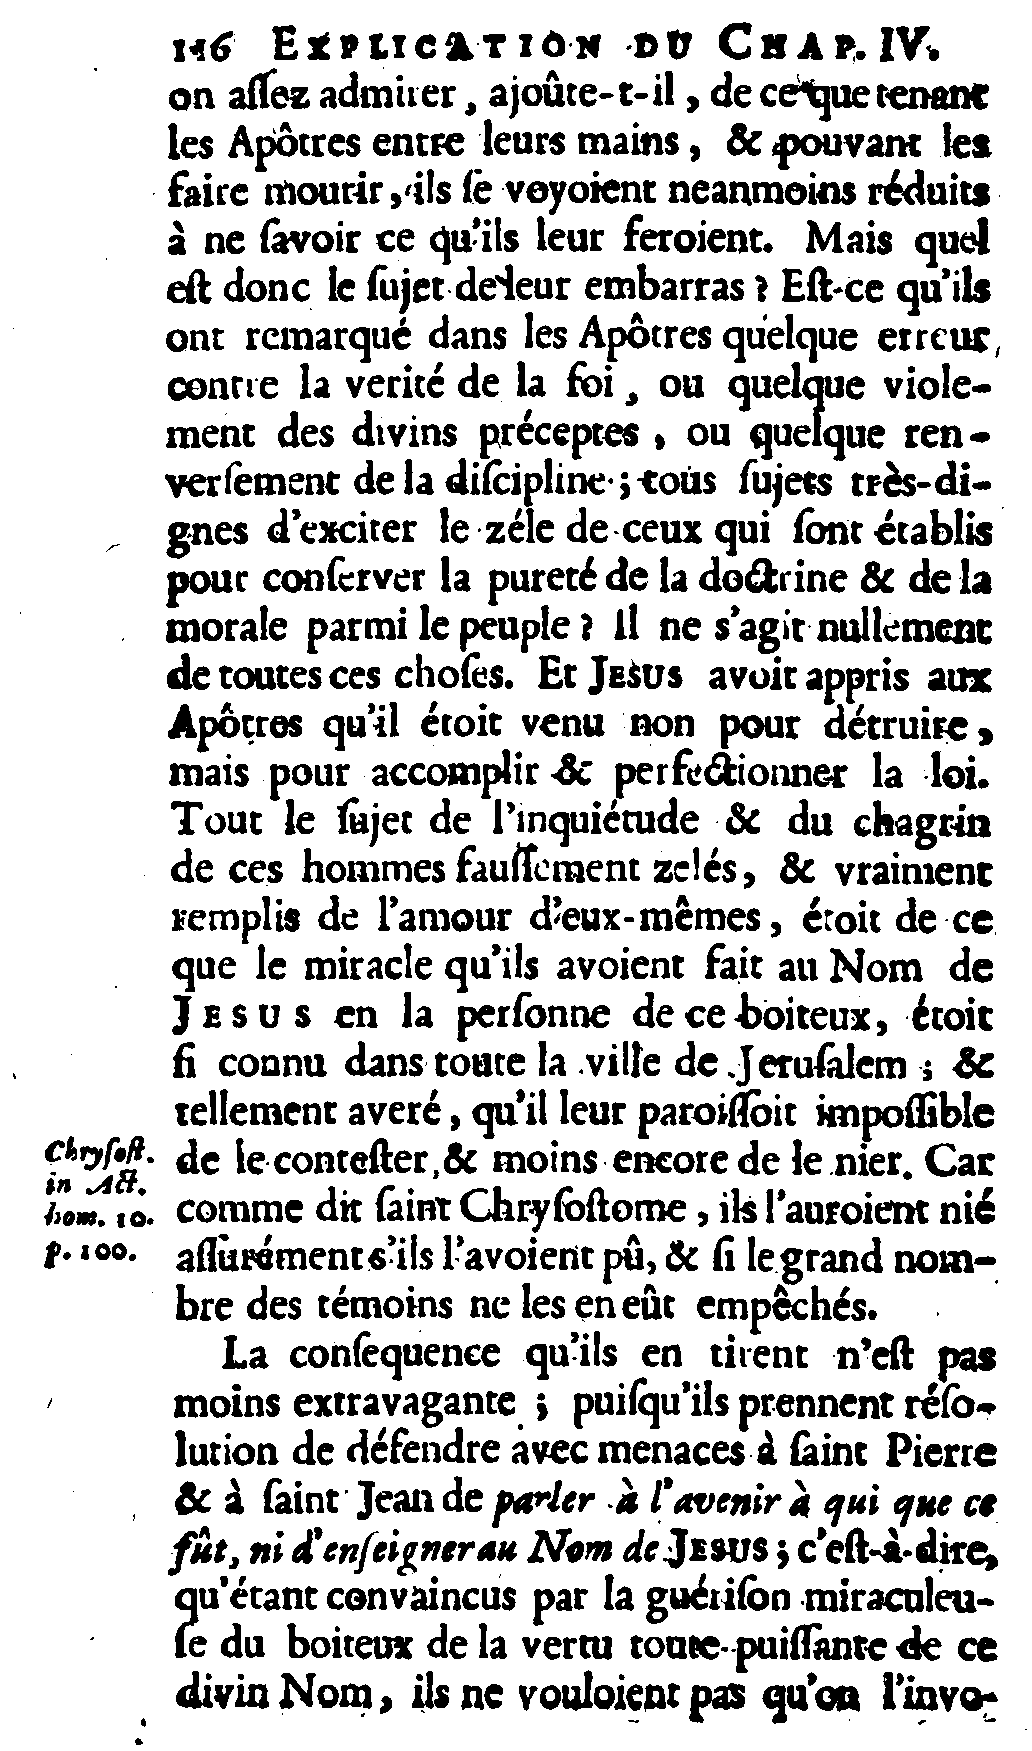 116 EXPLICATION DU CHAP. IV.
on aſſez admirer, ajoûte-t-il, de ce que tenant
les Apôtres entre leurs mains, & pouvant les
faire mourir, ils ſe voyoient neanmoins réduits
à ne ſavoir ce qu'ils leur feroient. Mais quel
eſt donc le ſujet de leur embarras? Eſt-ce qu'ils
ont remarqué dans les Apôtres quelque erreur,
contre la verité de la foi, ou quelque viole-
ment des divins préceptes, ou quelque ren-
verſement de la diſcipline; tous ſujets très-di-
gnes d'exciter le zéle de ceux qui ſont établis
pour conſerver la pureté de la doctrine & de la
morale parmi le peuple? Il ne s'agit nullement
de toutes ces choſes. Et JESUS avoit appris aux
Apôtres qu'il étoit venu non pour détruire,
mais pour accomplir & perfectionner la loi.
Tout le ſujet de l'inquiétude & du chagrin
de ces hommes fauſſement zelés, & vraiment
remplis de l'amour d'eux-mêmes, étoit de ce
que le miracle qu'ils avoient fait au Nom de
JESUS en la perſonne de ce boiteux, étoit
ſi connu dans toute la ville de Jeruſalem; &
tellement averé, qu'il leur paroiſſoit impoſſible
de le conteſter, & moins encore de le nier. Car
comme dit ſaint Chryſoſtome, ils l'auroient nié
aſſurément s'ils l'avoient pû, & ſi le grand nom-
bre des témoins ne les en eût empêchés.
Chryſoſt.
in Act.
hom. 10.
p. 100.
La conſequence qu'ils en tirent n'eſt pas
moins extravagante; puiſqu'ils prennent réſo-
lution de défendre avec menaces à ſaint Pierre
& à ſaint Jean de parler à l'avenir à qui que ce
fût, ni d'enſeigner au Nom de JESUS; c'eſt-à-dire,
qu'étant convaincus par la guériſon miraculeu-
ſe du boiteux de la vertu toute-puiſſante de ce
divin Nom, ils ne vouloient pas qu'on l'invo-